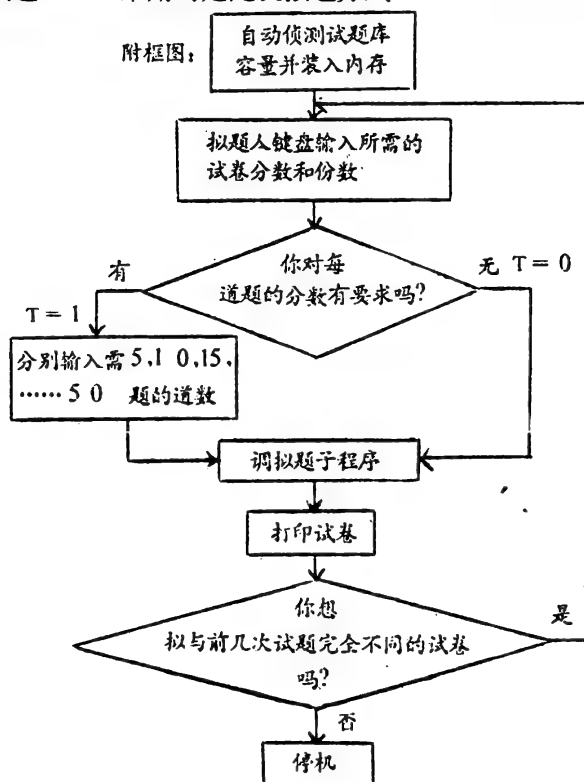 附框图：
自动侦测试题库
容量并装入内存
拟题人键盘输入所需的
试卷分数和份数
你对每
道题的分数有要求吗?
有
无 T = 0
T = 1
分别输入需 5,1 0,15,
……5 0 题的道数
调拟题子程序
打印试卷
你想
拟与前几次试题完全不同的试卷
吗?
是
否
停机